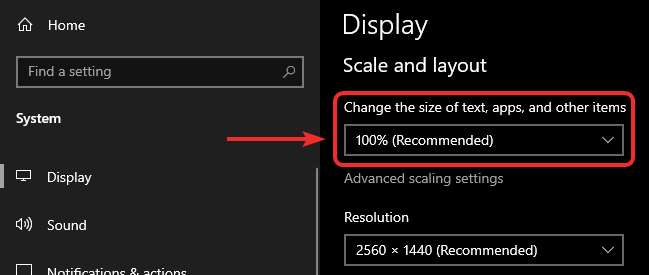 Home
Find a setting
System
Display
Sound
Notifications & actions
Display
Scale and layout
Change the size of text, apps, and other items
100% (Recommended)
Advanced scaling settings
Resolution
2560 × 1440 (Recommended)